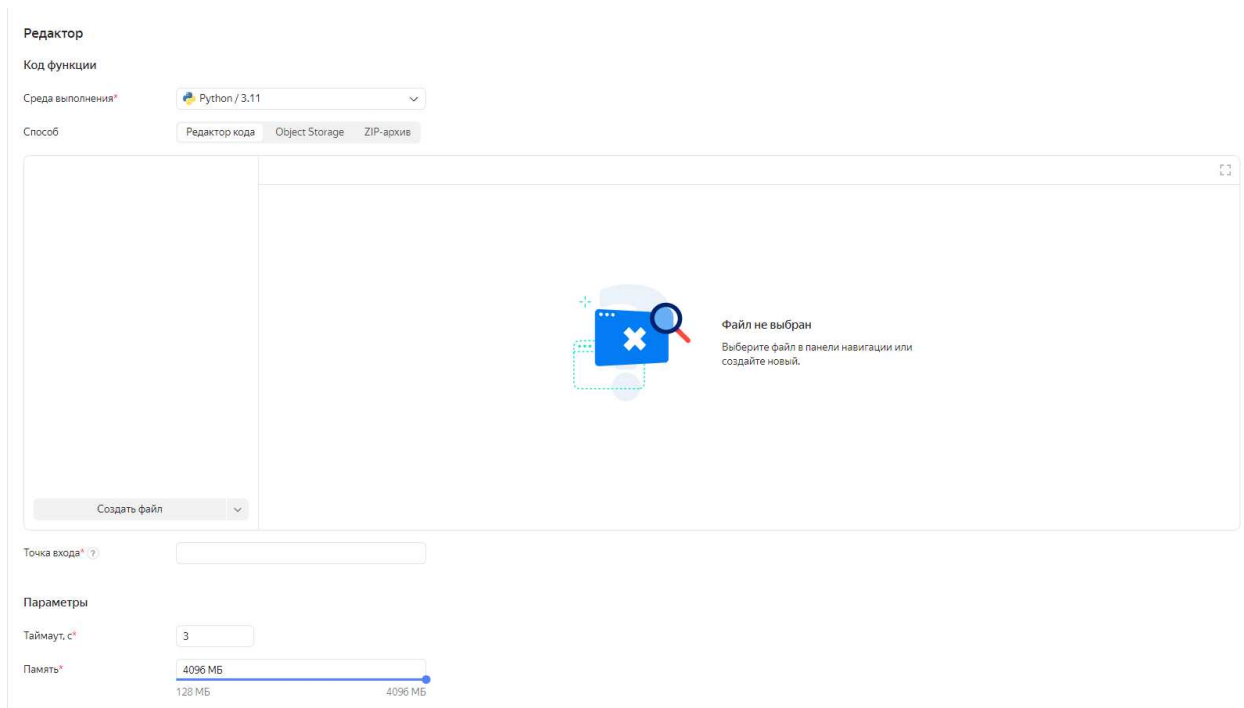 Редактор
Код функции
Среда выполнения* Python / 3.11
Способ Редактор кода Object Storage ZIP-архив
Файл не выбран
Выберите файл в панели навигации или
создайте новый.
Создать файл
Точка входа* ?
Параметры
Таймаут, с* 3
Память* 4096 МБ
128 МБ 4096 МБ